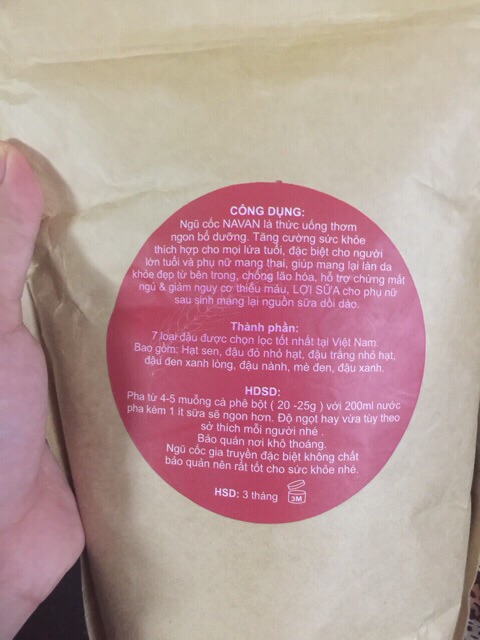 CÔNG DỤNG:
Ngũ cốc NAVAN là thức uống thơm
ngon bổ dưỡng. Tăng cường sức khỏe
thích hợp cho mọi lứa tuổi, đặc biệt cho người
lớn tuổi và phụ nữ mang thai, giúp mang lại làn da
khỏe đẹp từ bên trong, chống lão hóa, hỗ trợ chứng mất
ngủ & giảm nguy cơ thiếu máu, LỢI SỮA cho phụ nữ
sau sinh mang lại nguồn sữa dồi dào.
Thành phần:
7 loại đậu được chọn lọc tốt nhất tại Việt Nam.
Bao gồm: Hạt sen, đậu đỏ nhỏ hạt, đậu trắng nhỏ hạt,
đậu đen xanh lòng, đậu nành, mè đen, đậu xanh.
HDSD:
Pha từ 4-5 muỗng cà phê bột ( 20 -25g ) với 200ml nước
pha kèm 1 ít sữa sẽ ngon hơn. Độ ngọt hay vừa tùy theo
sở thích mỗi người nhé .
Bảo quản nơi khô thoáng.
Ngũ cốc gia truyền đặc biệt không chất
bảo quản nên rất tốt cho sức khỏe nhé.
HSD: 3 tháng
3M